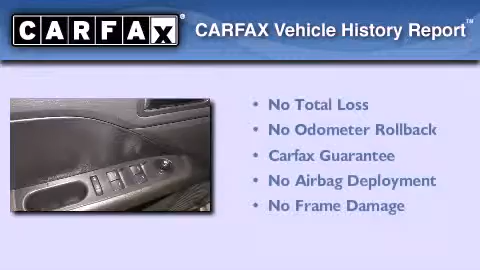 CARFAX® CARFAX Vehicle History Report™
• No Total Loss
• No Odometer Rollback
• Carfax Guarantee
• No Airbag Deployment
• No Frame Damage